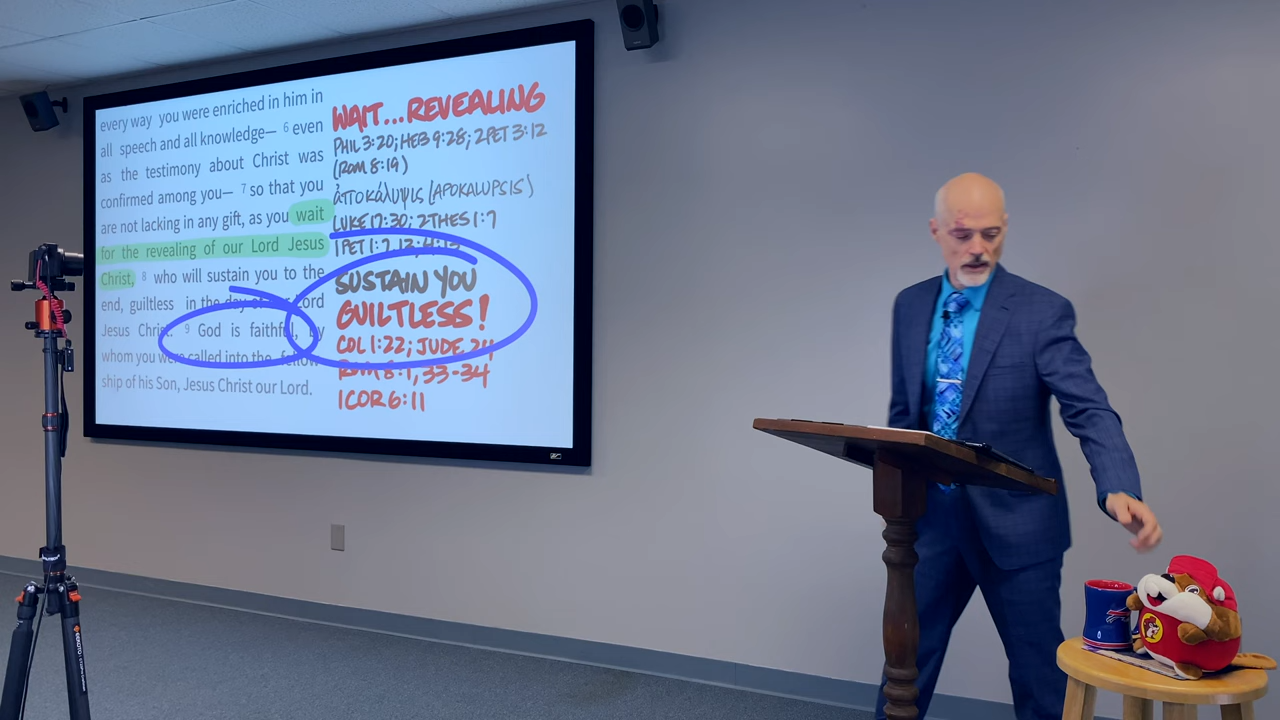 every way you were enriched in him in
all speech and all knowledge— 6 even
as the testimony about Christ was
confirmed among you— 7 so that you
are not lacking in any gift, as you wait
for the revealing of our Lord Jesus
Christ, 8 who will sustain you to the
end, guiltless in the day of our Lord
Jesus Christ. 9 God is faithful, by
whom you were called into the fellow-
ship of his Son, Jesus Christ our Lord.
WAIT...REVEALING
PHIL 3:20; HEB 9:28; 2PET 3:12
(ROM 8:19)
ἀποκάλυψις (APOKALUPSIS)
LUKE 17:30; 2THES 1:7
1PET 1:7, 13; 4:13
SUSTAIN YOU
GUILTLESS!
COL 1:22; JUDE 24
ROM 8:1, 33-34
1COR 6:11